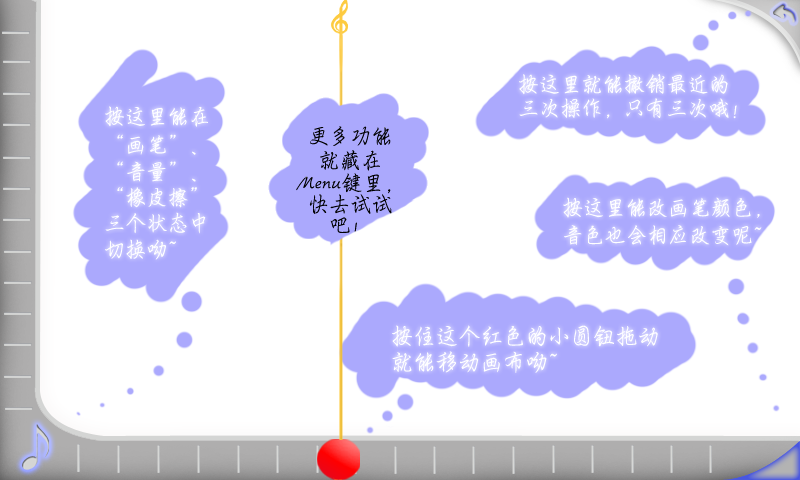 按这里能在
“画笔”、
“音量”、
“橡皮擦”
三个状态中
切换呦~
更多功能
就藏在
Menu键里，
快去试试
吧！
按这里就能撤销最近的
三次操作，只有三次哦！
按这里能改画笔颜色，
音色也会相应改变呢~
按住这个红色的小圆钮拖动
就能移动画布呦~